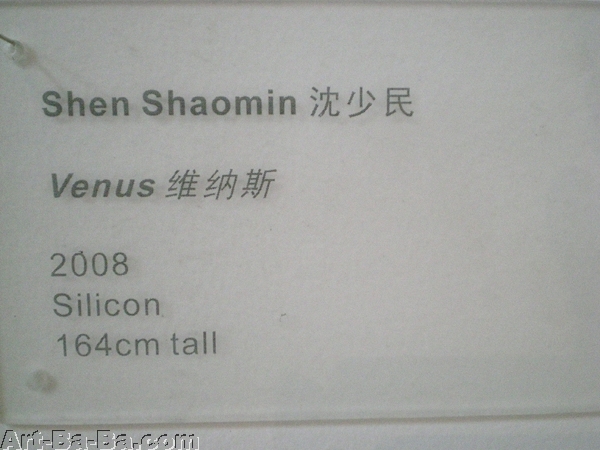 Shen Shaomin 沈少民
Venus 维纳斯
2008
Silicon
164cm tall
Art-Ba-Ba.com